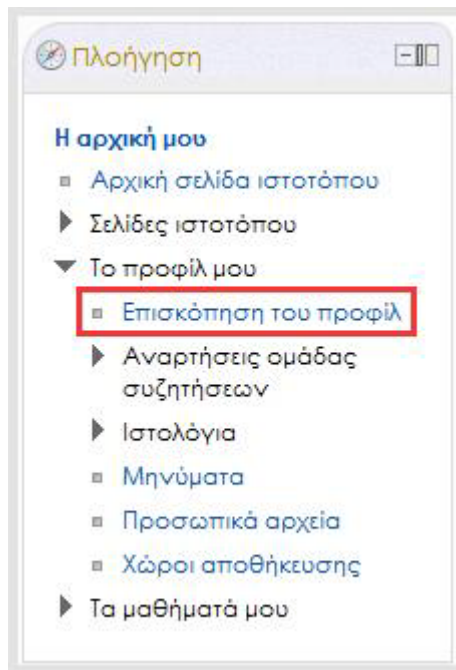 Πλοήγηση
Η αρχική μου
Αρχική σελίδα ιστοτόπου
Σελίδες ιστοτόπου
Το προφίλ μου
Επισκόπηση του προφίλ
Αναρτήσεις ομάδας
συζητήσεων
Ιστολόγια
Μηνύματα
Προσωπικά αρχεία
Χώροι αποθήκευσης
Τα μαθήματά μου